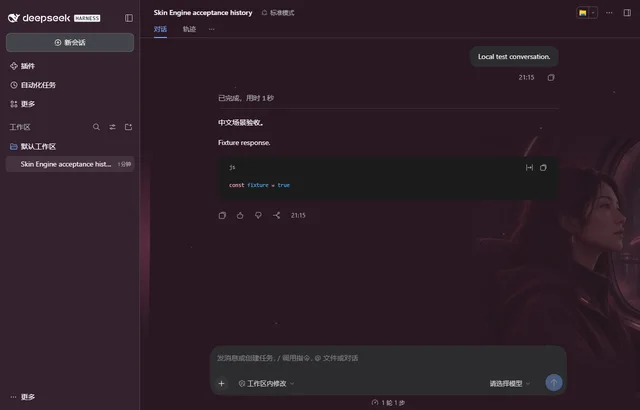 deepseek HARNESS
新会话
插件
自动化任务
更多
工作区
默认工作区
Skin Engine acceptance hist... 1分钟
更多
Skin Engine acceptance history 标准模式
对话 轨迹
Local test conversation.
21:15
已完成，用时 1 秒
中文场景验收。
Fixture response.
js
const fixture = true
21:15
发消息或创建任务, / 调用指令, @ 文件或对话
工作区内修改 请选择模型
1 轮 1 步